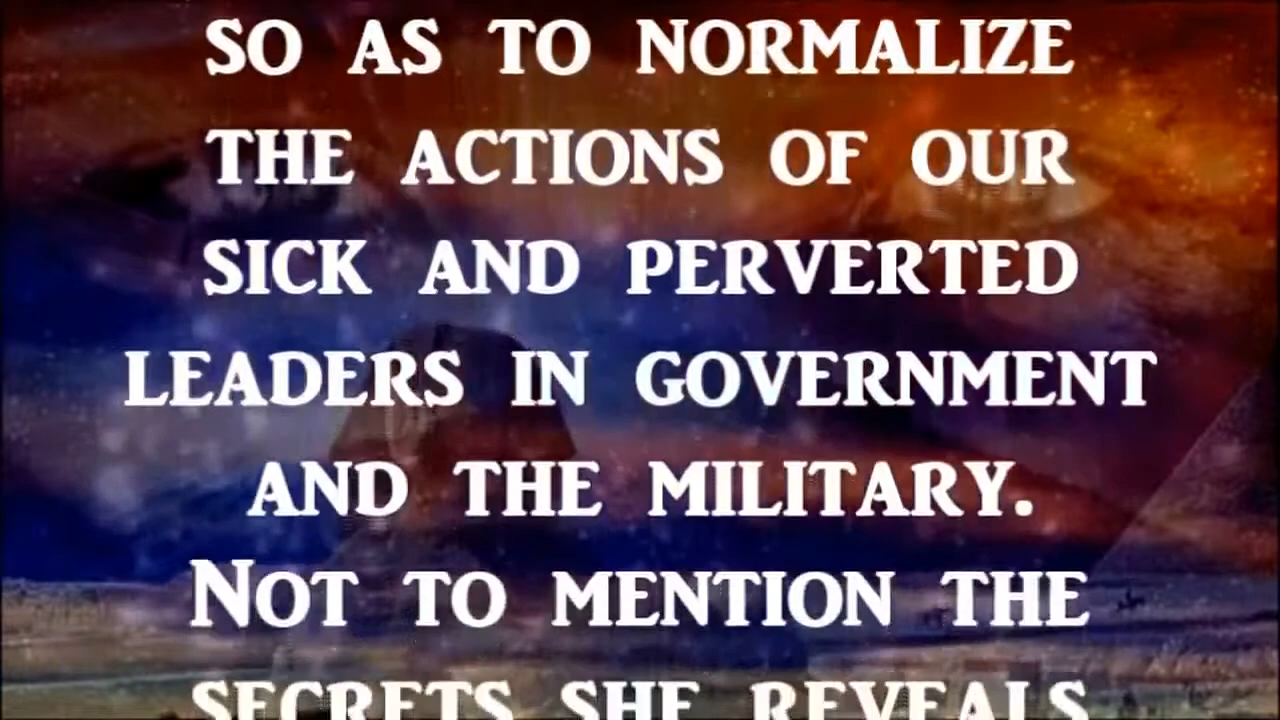 SO AS TO NORMALIZE
THE ACTIONS OF OUR
SICK AND PERVERTED
LEADERS IN GOVERNMENT
AND THE MILITARY.
NOT TO MENTION THE
SECRETS SHE REVEALS